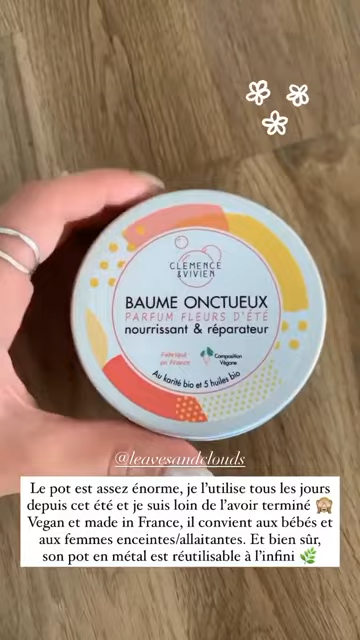 CLÉMENCE
& VIVIEN
BAUME ONCTUEUX
PARFUM FLEURS D'ÉTÉ
nourrissant & réparateur
Fabriqué
en France
Composition
Végane
Au karité bio et 5 huiles bio
@leavesandclouds
Le pot est assez énorme, je l'utilise tous les jours
depuis cet été et je suis loin de l'avoir terminé 🙈
Vegan et made in France, il convient aux bébés et
aux femmes enceintes/allaitantes. Et bien sûr,
son pot en métal est réutilisable à l'infini 🌿